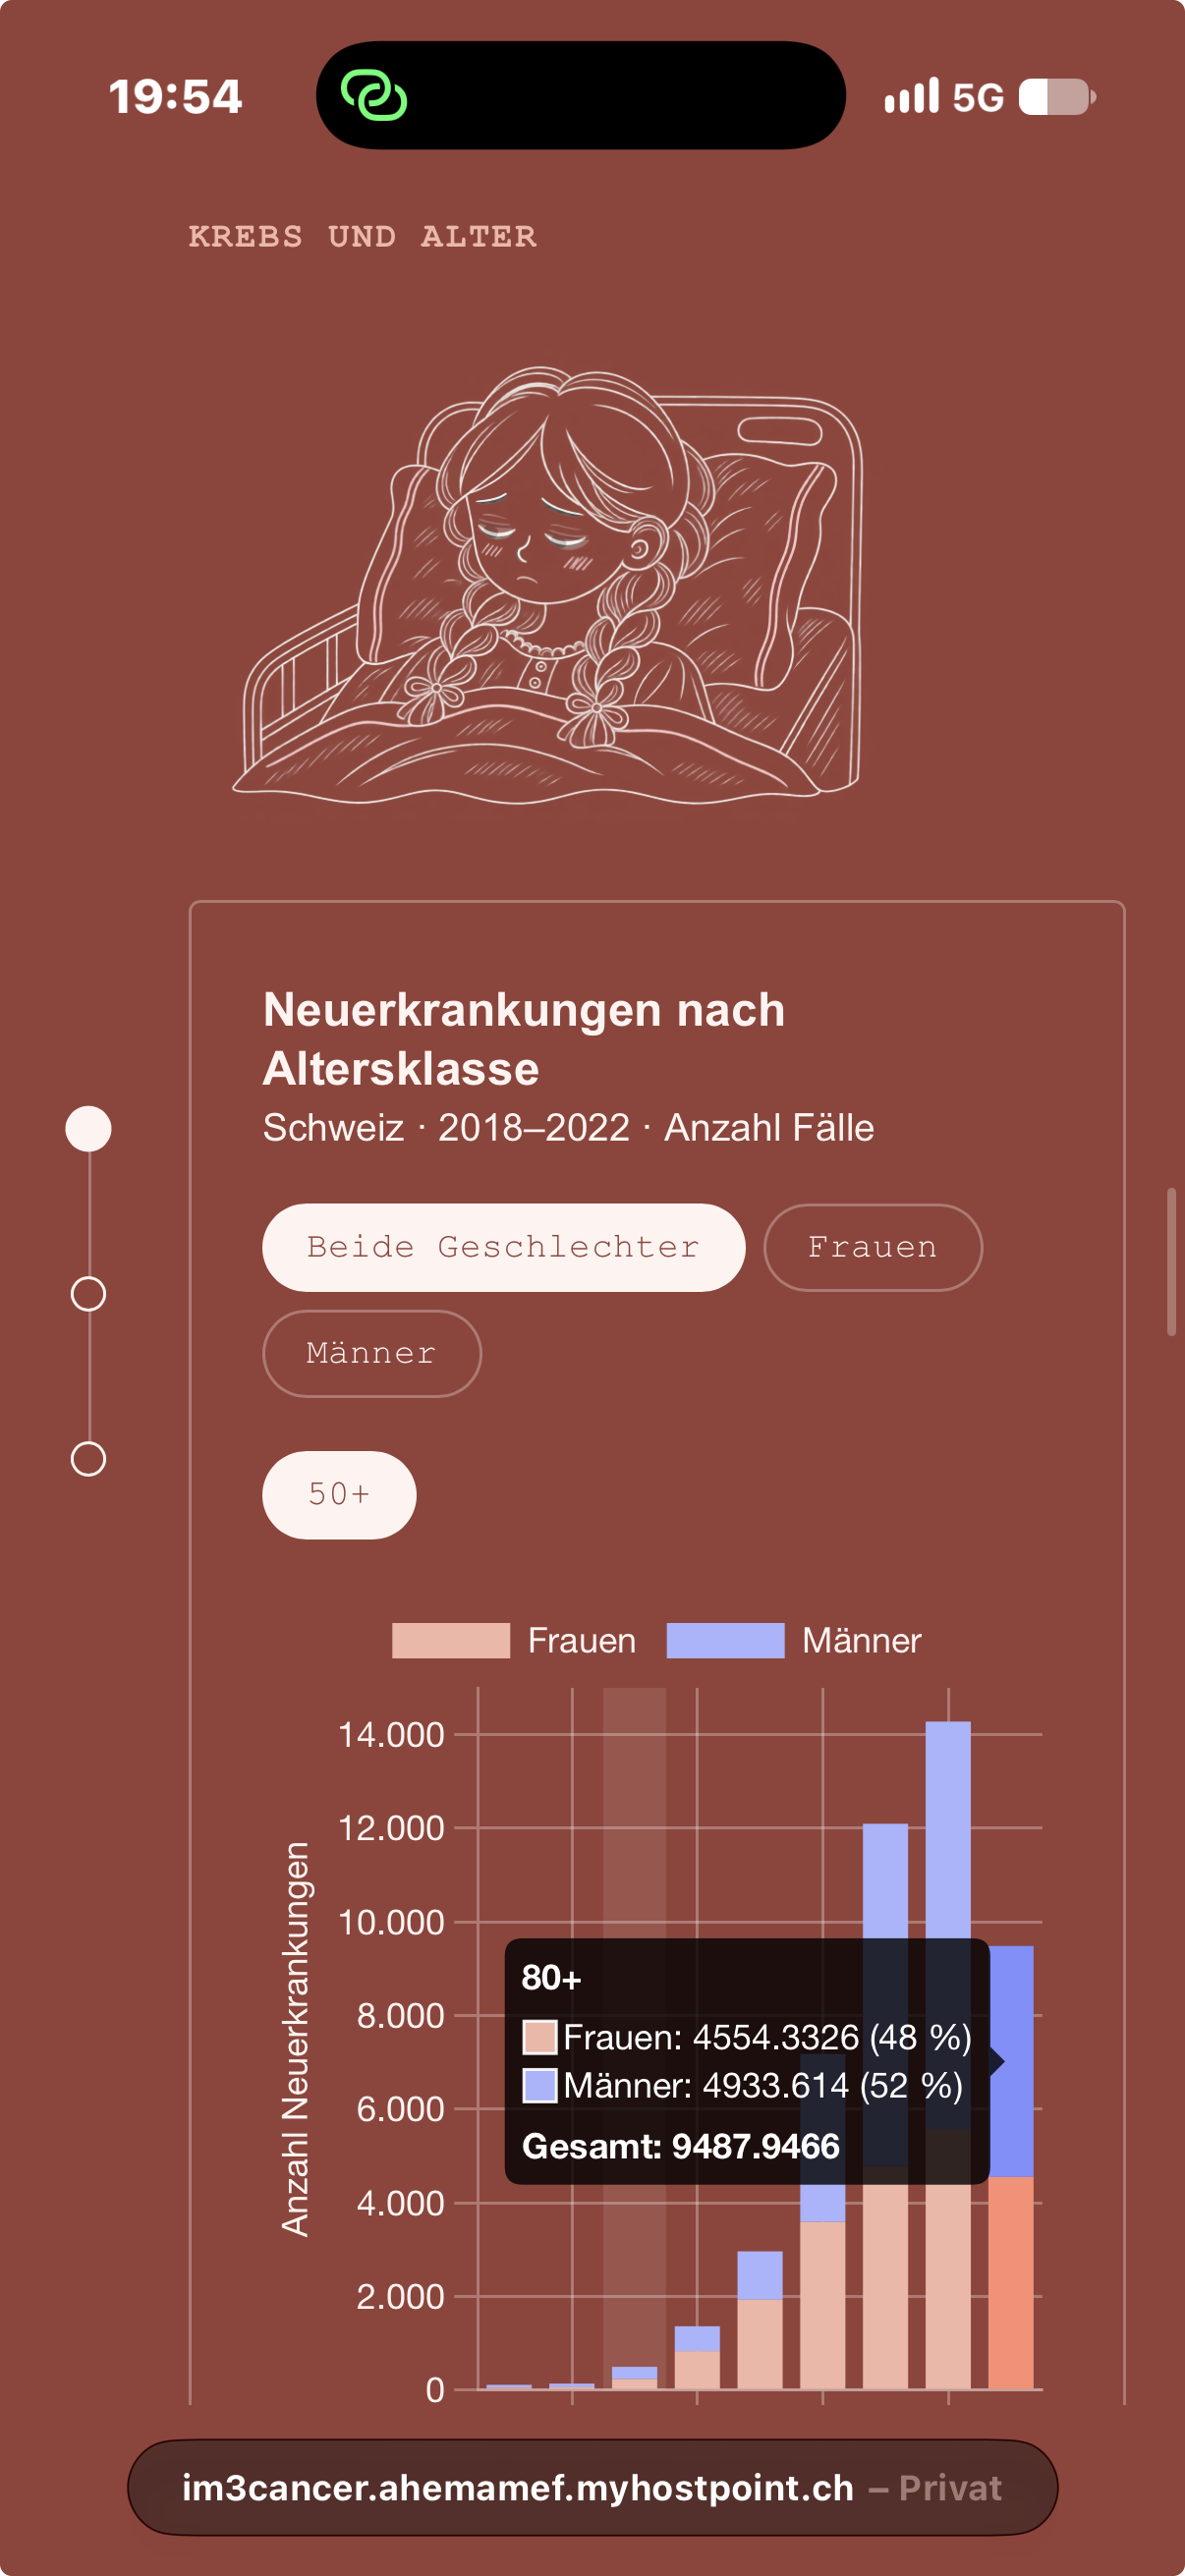 19:54
5G
KREBS UND ALTER
Neuerkrankungen nach
Altersklasse
Schweiz · 2018–2022 · Anzahl Fälle
Beide Geschlechter
Frauen
Männer
50+
Frauen
Männer
Anzahl Neuerkrankungen
14.000
12.000
10.000
8.000
6.000
4.000
2.000
0
80+
Frauen: 4554.3326 (48 %)
Männer: 4933.614 (52 %)
Gesamt: 9487.9466
im3cancer.ahemamef.myhostpoint.ch – Privat